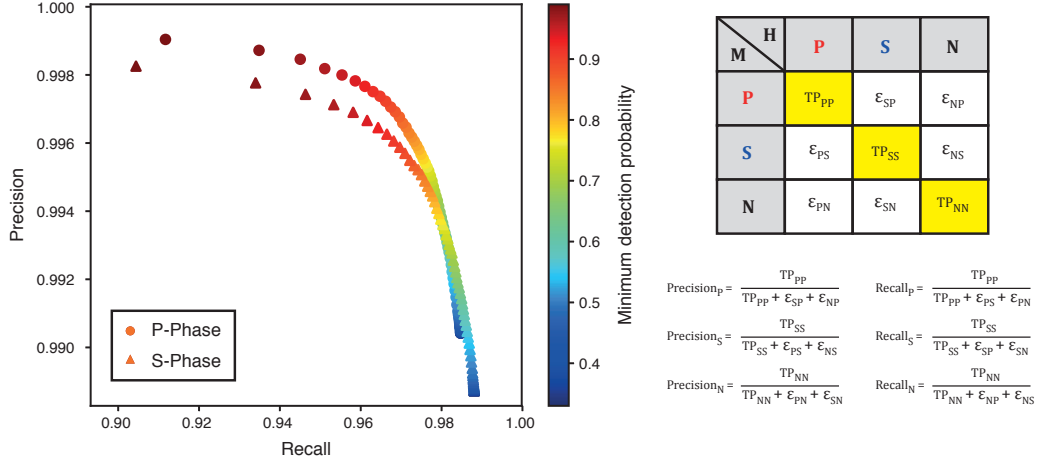 1.000
0.998
0.996
0.994
0.992
0.990
Precision
0.90
0.92
0.94
0.96
0.98
1.00
Recall
P-Phase
S-Phase
0.9
0.8
0.7
0.6
0.5
0.4
Minimum detection probability
H
M
P S N
P TP_PP ε_SP ε_NP
S ε_PS TP_SS ε_NS
N ε_PN ε_SN TP_NN
Precision_P = TP_PP / TP_PP + ε_SP + ε_NP
Recall_P = TP_PP / TP_PP + ε_PS + ε_PN
Precision_S = TP_SS / TP_SS + ε_PS + ε_NS
Recall_S = TP_SS / TP_SS + ε_SP + ε_SN
Precision_N = TP_NN / TP_NN + ε_PN + ε_SN
Recall_N = TP_NN / TP_NN + ε_NP + ε_NS